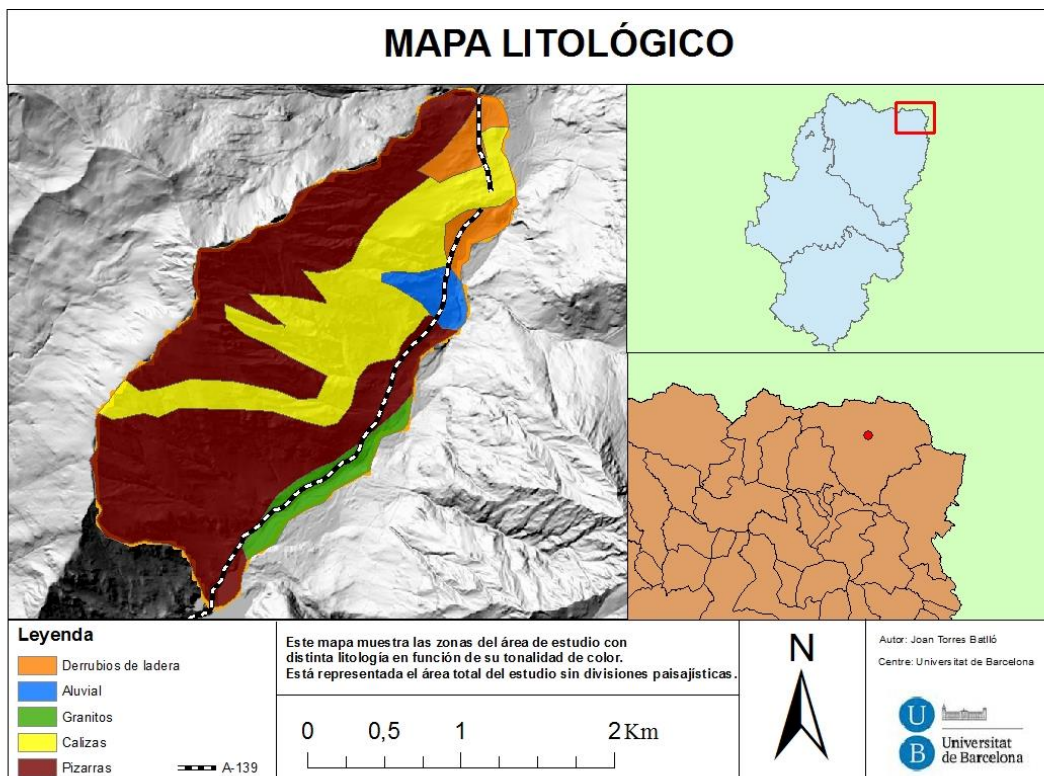 MAPA LITOLÓGICO
Leyenda
Derrubios de ladera
Aluvial
Granitos
Calizas
Pizarras
A-139
Este mapa muestra las zonas del área de estudio con
distinta litología en función de su tonalidad de color.
Está representada el área total del estudio sin divisiones paisajísticas.
0 0,5 1 2 Km
N
Autor: Joan Torres Batlló
Centre: Universitat de Barcelona
U
B
Universitat
de Barcelona